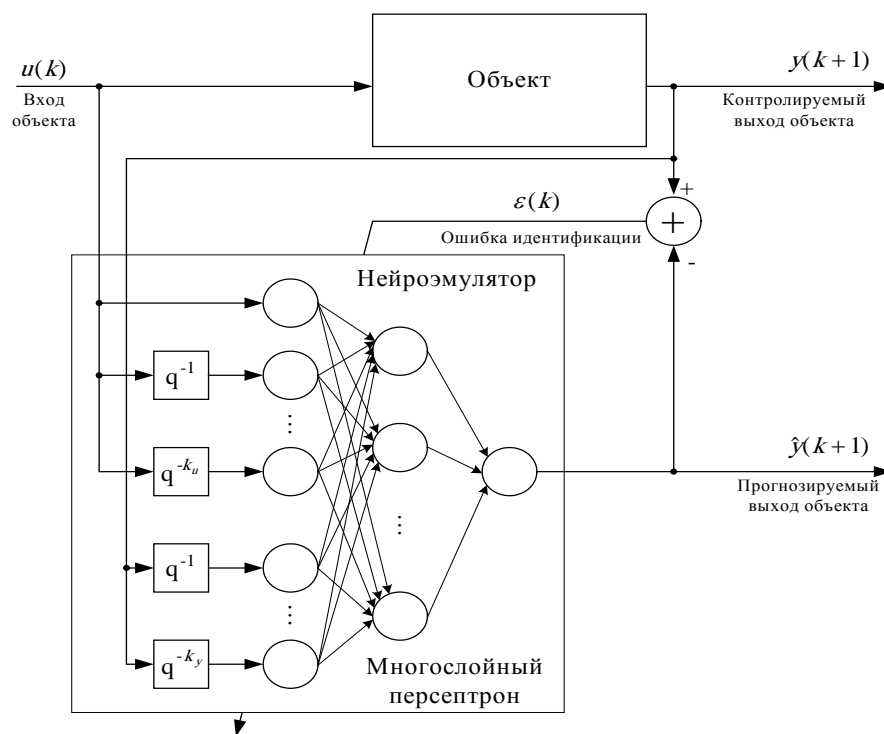 u(k)
Вход
объекта
Объект
y(k+1)
Контролируемый
выход объекта
ε(k)
+
+
Ошибка идентификации
-
Нейроэмулятор
q⁻¹
...
q^{-k_u}
ŷ(k+1)
Прогнозируемый
выход объекта
...
q⁻¹
...
q^{-k_y}
Многослойный
персептрон